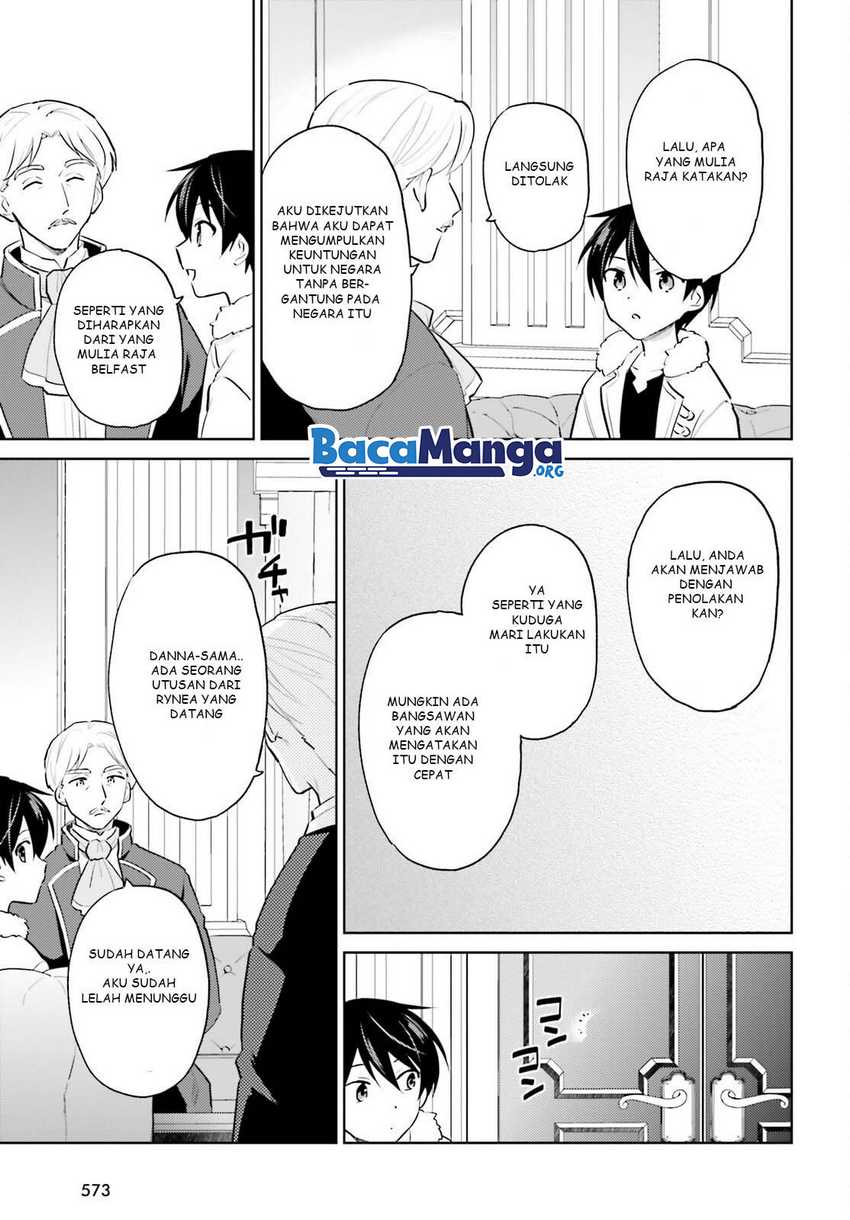 LALU, APA
YANG MULIA
RAJA KATAKAN?
LANGSUNG
DITOLAK
AKU DIKEJUTKAN
BAHWA AKU DAPAT
MENGUMPULKAN
KEUNTUNGAN
UNTUK NEGARA
TANPA BER-
GANTUNG PADA
NEGARA ITU
SEPERTI YANG
DIHARAPKAN
DARI YANG
MULIA RAJA
BELFAST
BacaManga
.ORG
LALU, ANDA
AKAN MENJAWAB
DENGAN
PENOLAKAN
KAN?
YA
SEPERTI YANG
KUDUGA
MARI LAKUKAN
ITU
MUNGKIN ADA
BANGSAWAN
YANG AKAN
MENGATAKAN
ITU DENGAN
CEPAT
コンコン
ガチャ
DANNA-SAMA..
ADA SEORANG
UTUSAN DARI
RYNEA YANG
DATANG
SUDAH DATANG
YA,.
AKU SUDAH
LELAH MENUNGGU
573